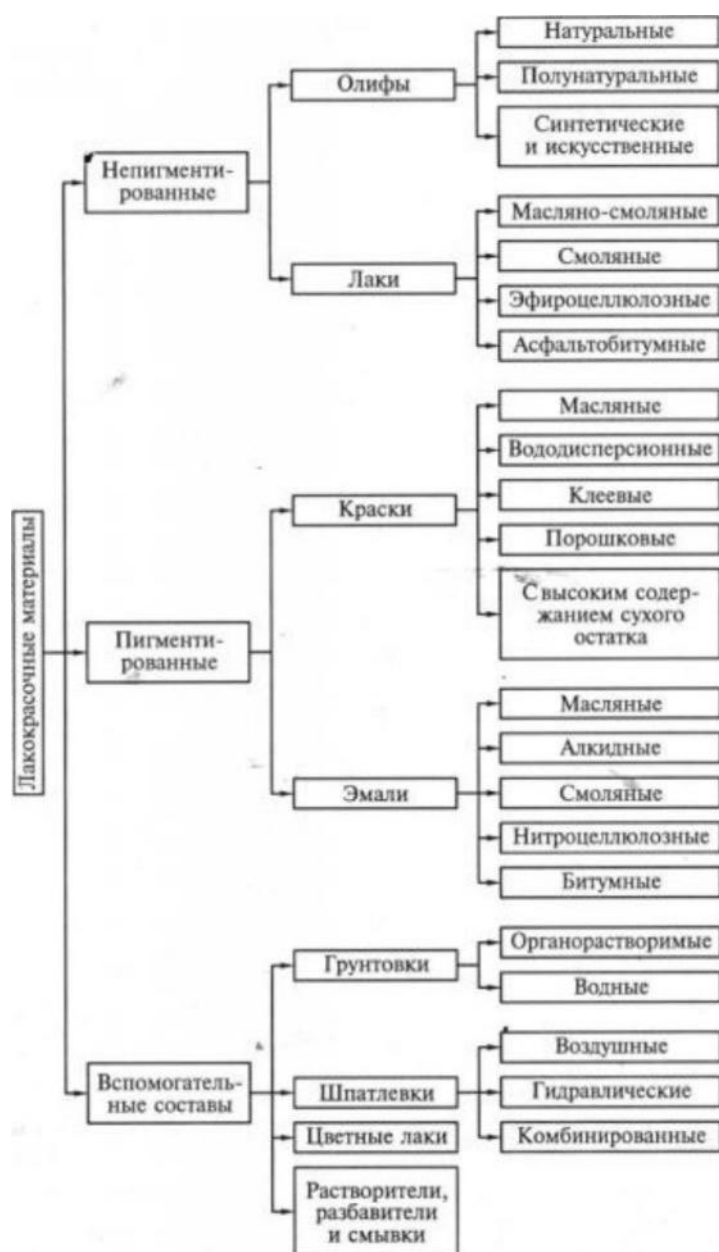 Лакокрасочные материалы
Непигменти-
рованные
Олифы
Натуральные
Полунатуральные
Синтетические
и искусственные
Лаки
Масляно-смоляные
Смоляные
Эфироцеллюлозные
Асфальтобитумные
Пигменти-
рованные
Краски
Масляные
Вододисперсионные
Клеевые
Порошковые
С высоким содер-
жанием сухого
остатка
Эмали
Масляные
Алкидные
Смоляные
Нитроцеллюлозные
Битумные
Вспомогатель-
ные составы
Грунтовки
Органорастворимые
Водные
Шпатлевки
Воздушные
Гидравлические
Комбинированные
Цветные лаки
Растворители,
разбавители
и смывки